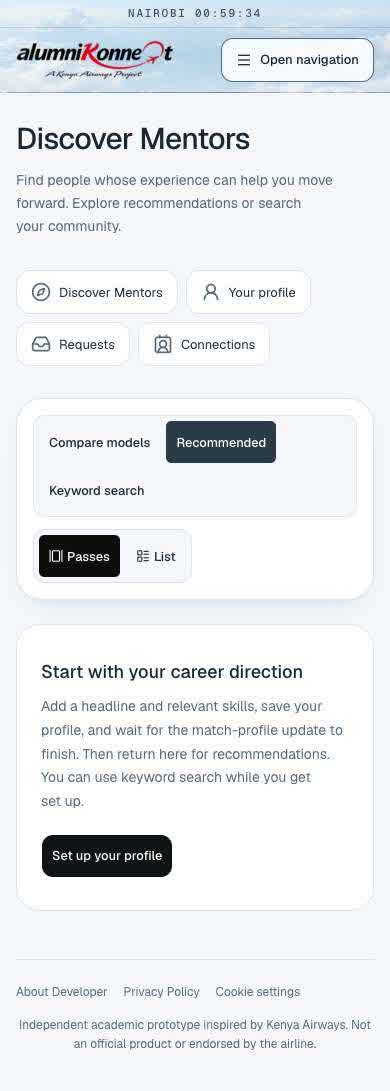 NAIROBI 00:59:34
alumniKonnect
A Kenya Airways Project
Open navigation
Discover Mentors
Find people whose experience can help you move
forward. Explore recommendations or search
your community.
Discover Mentors
Your profile
Requests
Connections
Compare models
Recommended
Keyword search
Passes
List
Start with your career direction
Add a headline and relevant skills, save your
profile, and wait for the match-profile update to
finish. Then return here for recommendations.
You can use keyword search while you get
set up.
Set up your profile
About Developer
Privacy Policy
Cookie settings
Independent academic prototype inspired by Kenya Airways. Not
an official product or endorsed by the airline.